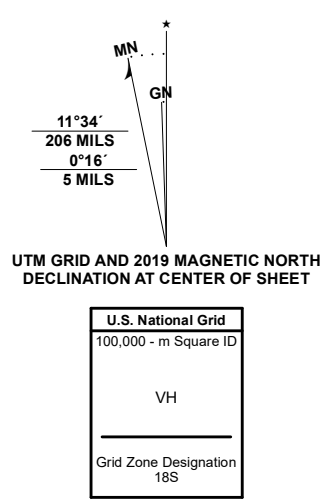 MN
GN
11°34´
206 MILS
0°16´
5 MILS
UTM GRID AND 2019 MAGNETIC NORTH
DECLINATION AT CENTER OF SHEET
U.S. National Grid
100,000 - m Square ID
VH
Grid Zone Designation
18S